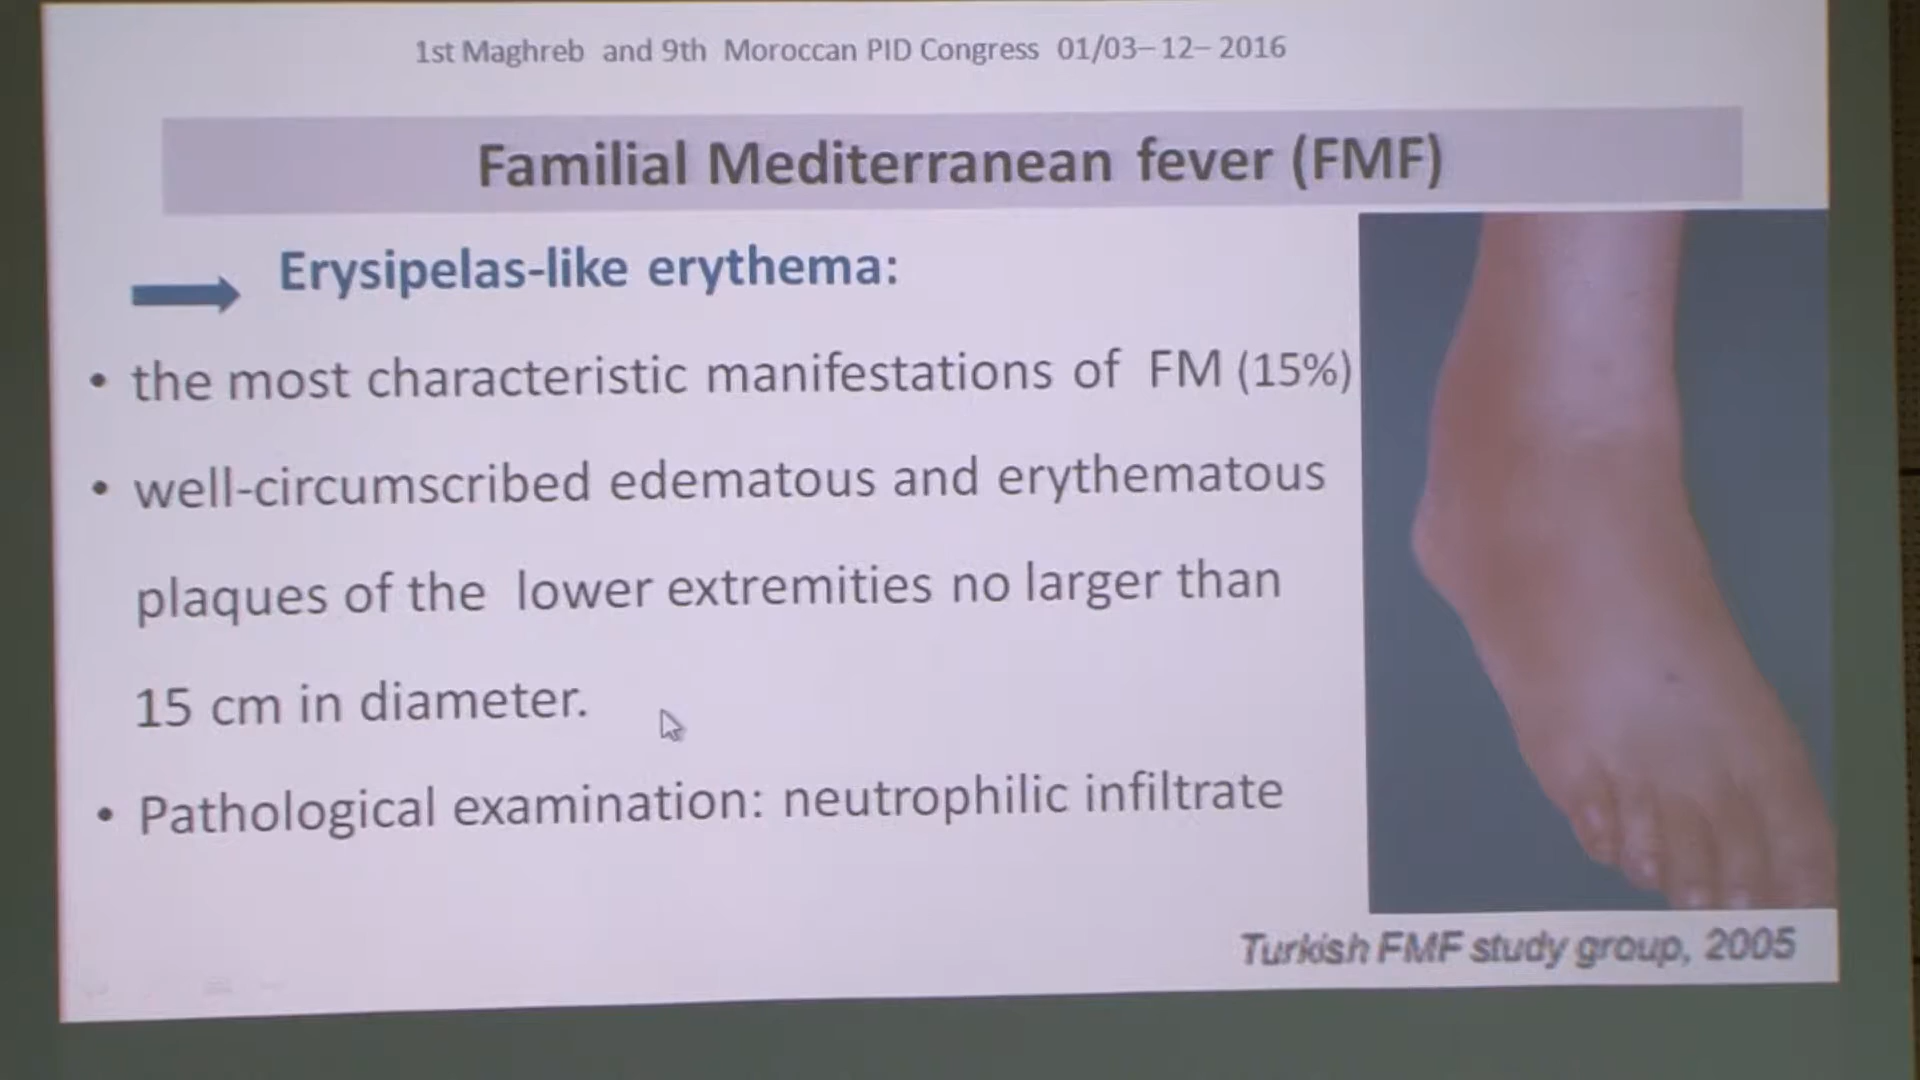 1st Maghreb and 9th Moroccan PID Congress 01/03–12–2016
Familial Mediterranean fever (FMF)
Erysipelas-like erythema:
• the most characteristic manifestations of FM (15%)
• well-circumscribed edematous and erythematous
plaques of the lower extremities no larger than
15 cm in diameter.
• Pathological examination: neutrophilic infiltrate
Turkish FMF study group, 2005